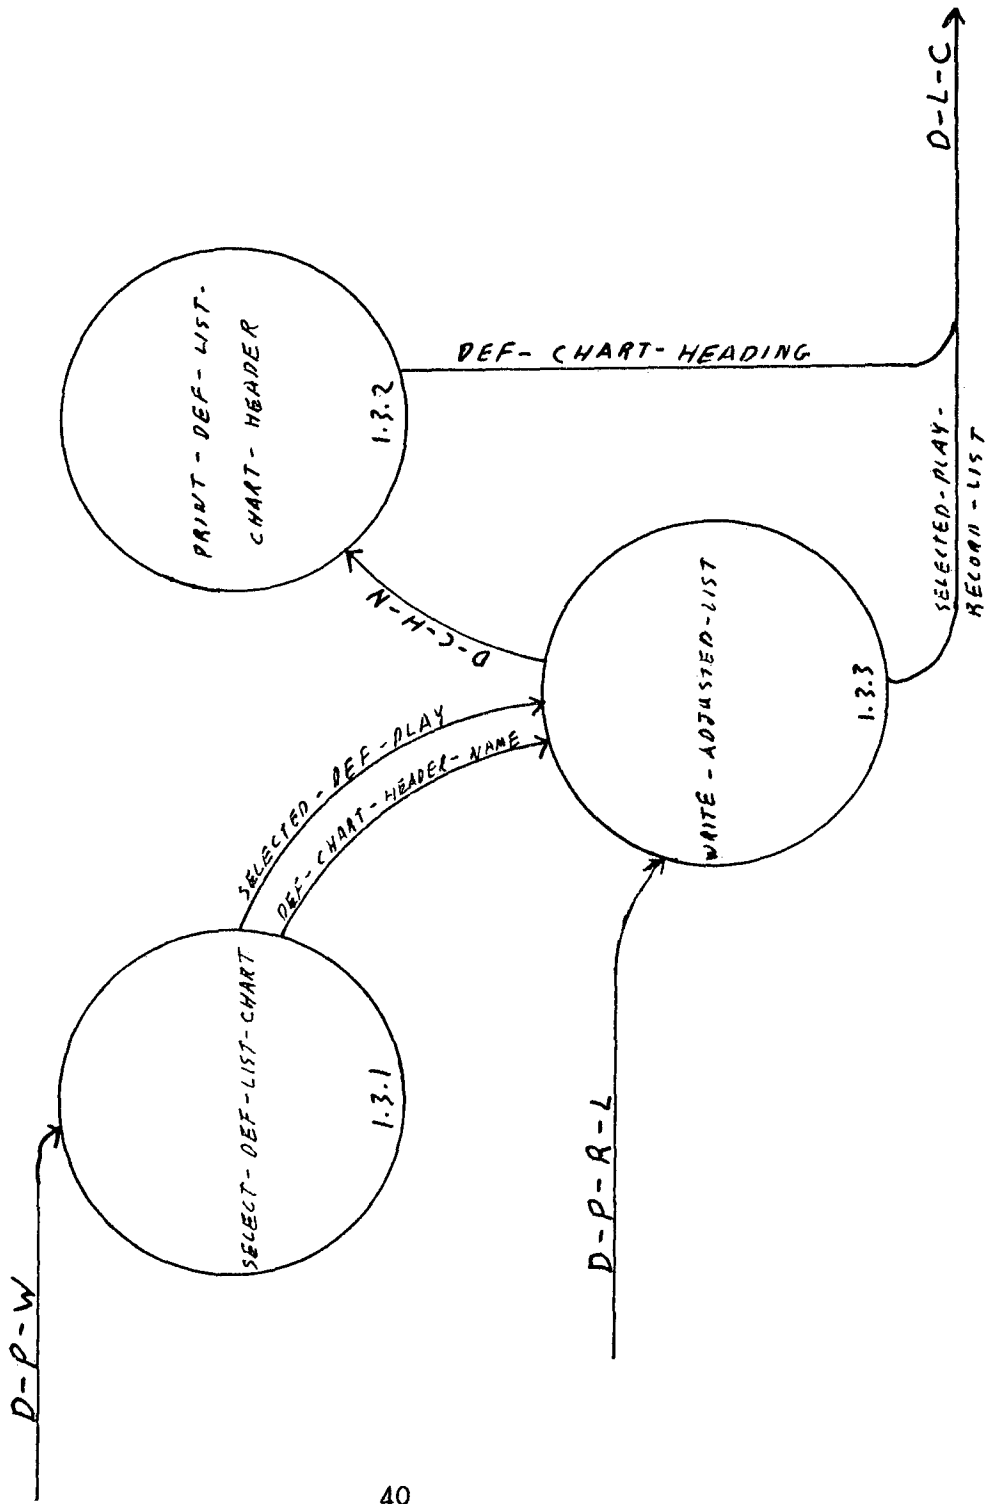 D-P-W
SELECT-DEF-LIST-CHART
1.3.1
SELECTED-DEF-PLAY
DEF-CHART-HEADER-NAME
D-C-H-N
PRINT-DEF-LIST-
CHART-HEADER
1.3.2
DEF-CHART-HEADING
D-P-R-L
WRITE-ADJUSTED-LIST
1.3.3
SELECTED-PLAY-
RECORD-LIST
D-L-C
40